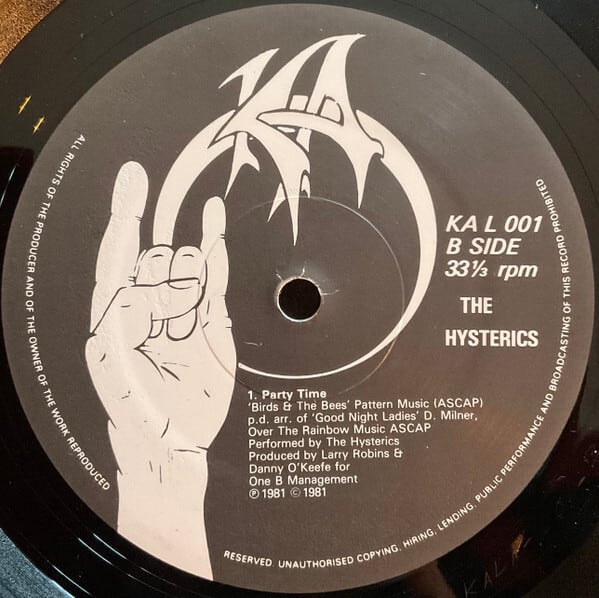 KA
KA L 001
B SIDE
33⅓ rpm
THE
HYSTERICS
1. Party Time
'Birds & The Bees' Pattern Music (ASCAP)
p.d. arr. of 'Good Night Ladies' D. Milner,
Over The Rainbow Music ASCAP
Performed by The Hysterics
Produced by Larry Robins &
Danny O'Keefe for
One B Management
Ⓟ 1981 © 1981
ALL RIGHTS OF THE PRODUCER AND OF THE OWNER OF THE WORK REPRODUCED
RESERVED. UNAUTHORISED COPYING, HIRING, LENDING, PUBLIC PERFORMANCE AND BROADCASTING OF THIS RECORD PROHIBITED